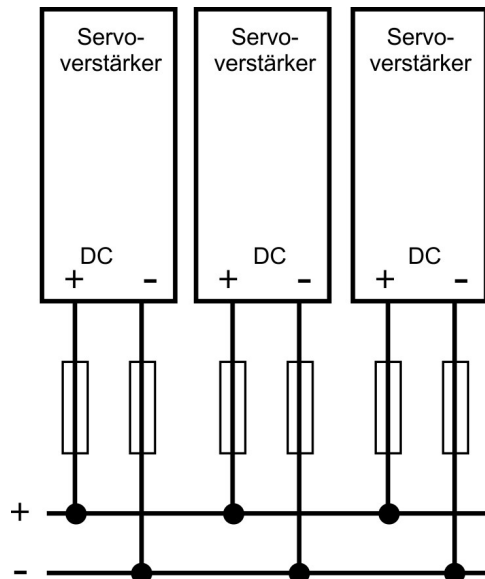 Servo-
verstärker
DC
+ -
Servo-
verstärker
DC
+ -
Servo-
verstärker
DC
+ -
+
-